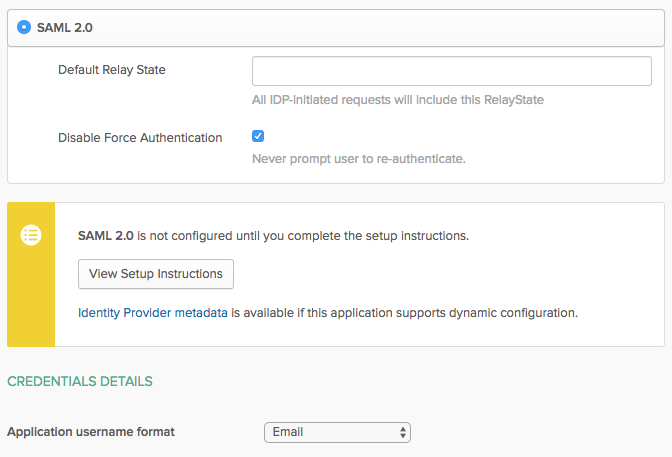 SAML 2.0
Default Relay State
All IDP-initiated requests will include this RelayState
Disable Force Authentication
Never prompt user to re-authenticate.
SAML 2.0 is not configured until you complete the setup instructions.
View Setup Instructions
Identity Provider metadata is available if this application supports dynamic configuration.
CREDENTIALS DETAILS
Application username format Email